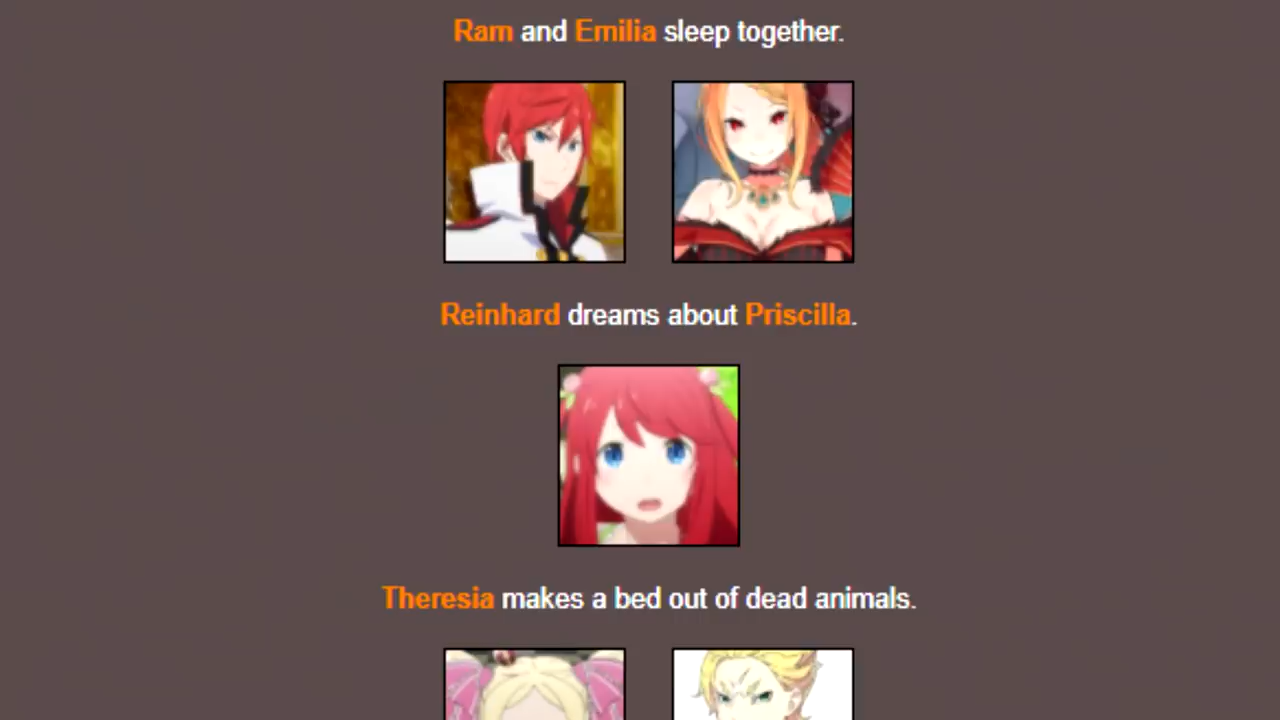 Ram and Emilia sleep together.
Reinhard dreams about Priscilla.
Theresia makes a bed out of dead animals.